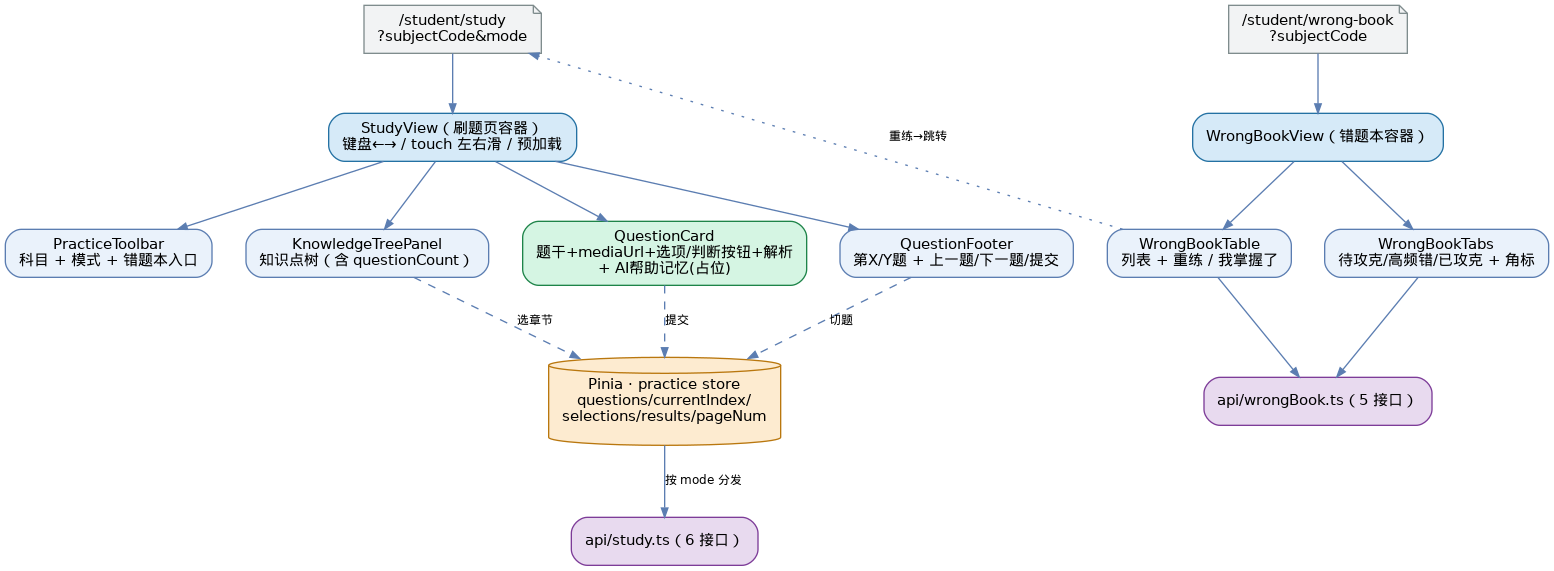 /student/study
?subjectCode&mode
/student/wrong-book
?subjectCode
重练→跳转
StudyView（刷题页容器）
键盘←→ / touch 左右滑 / 预加载
WrongBookView（错题本容器）
PracticeToolbar
科目 + 模式 + 错题本入口
KnowledgeTreePanel
知识点树（含 questionCount）
QuestionCard
题干+mediaUrl+选项/判断按钮+解析
+ AI帮助记忆(占位)
QuestionFooter
第X/Y题 + 上一题/下一题/提交
WrongBookTable
列表 + 重练 / 我掌握了
WrongBookTabs
待攻克/高频错/已攻克 + 角标
选章节
提交
切题
Pinia · practice store
questions/currentIndex/
selections/results/pageNum
api/wrongBook.ts（5 接口）
按 mode 分发
api/study.ts（6 接口）